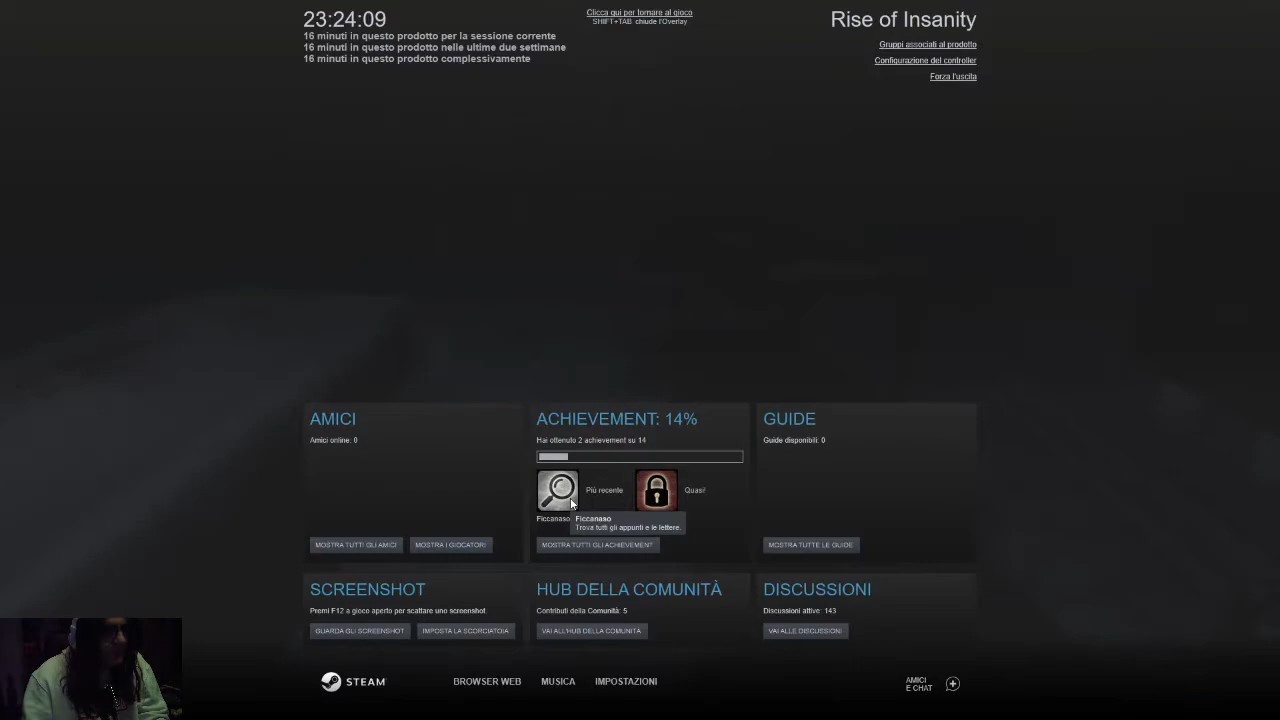 23:24:09
16 minuti in questo prodotto per la sessione corrente
16 minuti in questo prodotto nelle ultime due settimane
16 minuti in questo prodotto complessivamente
Clicca qui per tornare al gioco
SHIFT+TAB chiude l'Overlay
Rise of Insanity
Gruppi associati al prodotto
Configurazione del controller
Forza l'uscita
AMICI
Amici online: 0
MOSTRA TUTTI GLI AMICI
MOSTRA I GIOCATORI
ACHIEVEMENT: 14%
Hai ottenuto 2 achievement su 14
Più recente
Quasi!
Ficcanaso
Ficcanaso
Trova tutti gli appunti e le lettere.
MOSTRA TUTTI GLI ACHIEVEMENT
GUIDE
Guide disponibili: 0
MOSTRA TUTTE LE GUIDE
SCREENSHOT
Premi F12 a gioco aperto per scattare uno screenshot.
GUARDA GLI SCREENSHOT
IMPOSTA LA SCORCIATOIA
HUB DELLA COMUNITÀ
Contributi della Comunità: 5
VAI ALL'HUB DELLA COMUNITÀ
DISCUSSIONI
Discussioni attive: 143
VAI ALLE DISCUSSIONI
STEAM
BROWSER WEB
MUSICA
IMPOSTAZIONI
AMICI
E CHAT